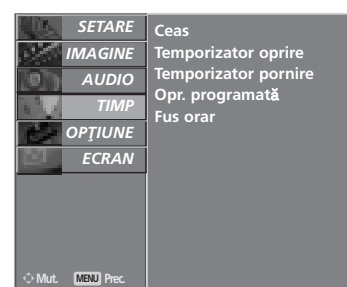 SETARE
IMAGINE
AUDIO
TIMP
OPŢIUNE
ECRAN
Ceas
Temporizator oprire
Temporizator pornire
Opr. programată
Fus orar
Mut. MENU Prec.